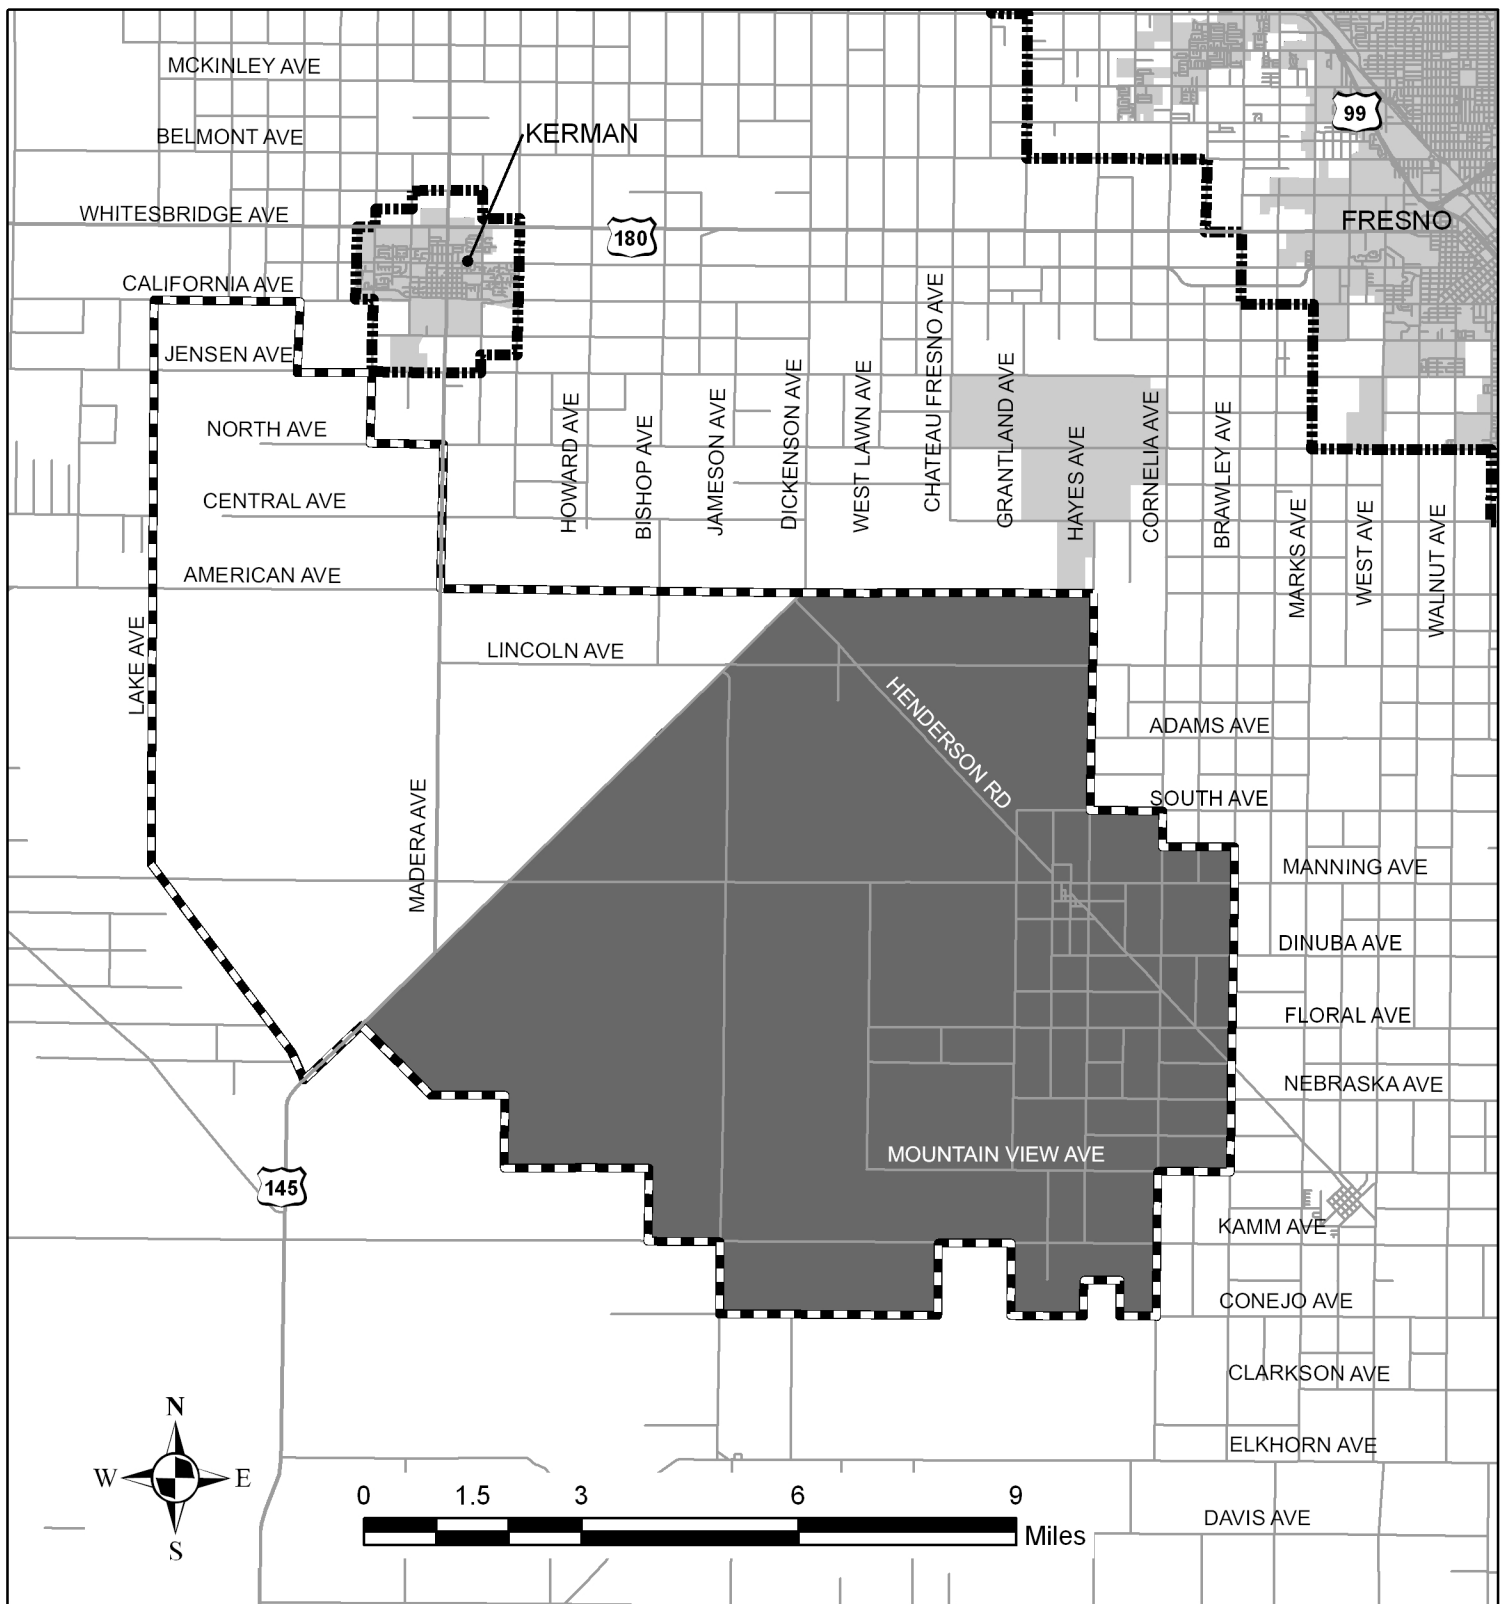 MCKINLEY AVE
BELMONT AVE
KERMAN
99
WHITESBRIDGE AVE
FRESNO
180
CALIFORNIA AVE
JENSEN AVE
NORTH AVE
CENTRAL AVE
AMERICAN AVE
HOWARD AVE
BISHOP AVE
JAMESON AVE
DICKENSON AVE
WEST LAWN AVE
CHATEAU FRESNO AVE
GRANTLAND AVE
HAYES AVE
CORNELIA AVE
BRAWLEY AVE
MARKS AVE
WEST AVE
WALNUT AVE
LAKE AVE
LINCOLN AVE
HENDERSON RD
ADAMS AVE
SOUTH AVE
MADERA AVE
MANNING AVE
DINUBA AVE
FLORAL AVE
NEBRASKA AVE
MOUNTAIN VIEW AVE
145
KAMM AVE
CONEJO AVE
CLARKSON AVE
ELKHORN AVE
DAVIS AVE
N
W E
S
0 1.5 3 6 9
Miles